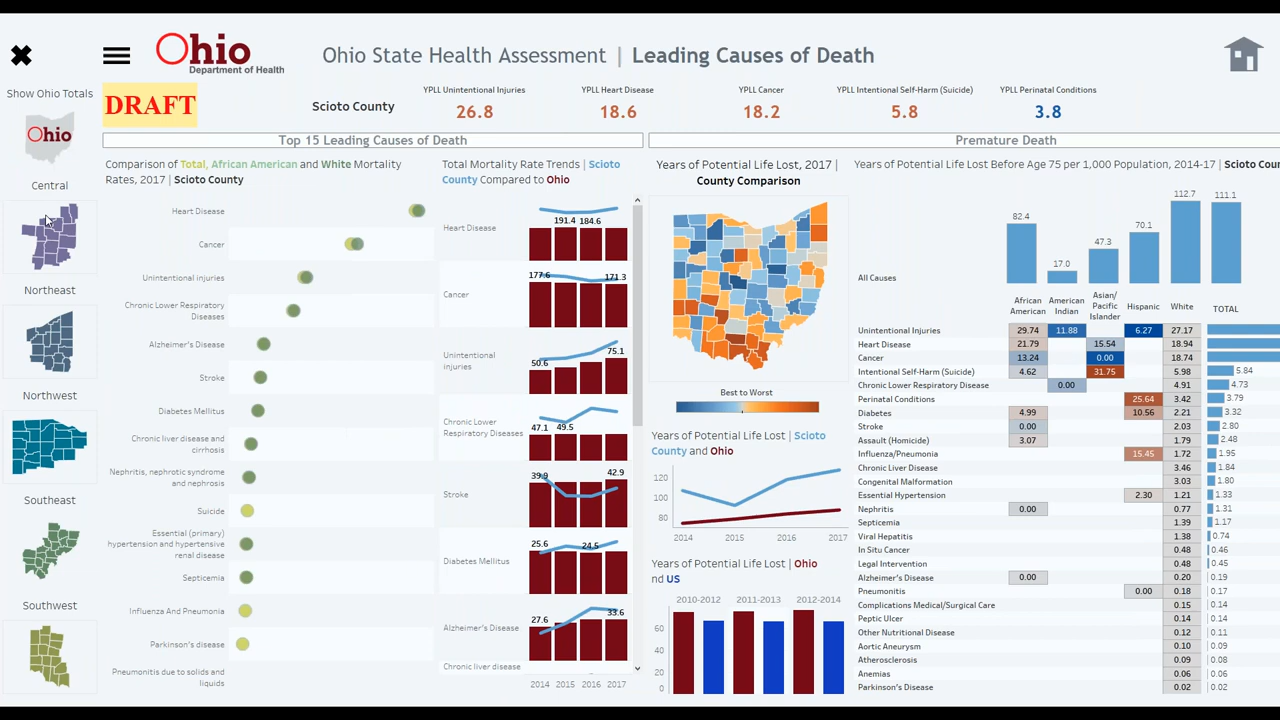 Ohio
Department of Health
Ohio State Health Assessment | Leading Causes of Death
Show Ohio Totals
Ohio
Central
Northeast
Northwest
Southeast
Southwest
DRAFT
Scioto County
YPLL Unintentional Injuries
26.8
YPLL Heart Disease
18.6
YPLL Cancer
18.2
YPLL Intentional Self-Harm (Suicide)
5.8
YPLL Perinatal Conditions
3.8
Top 15 Leading Causes of Death
Comparison of Total, African American and White Mortality
Rates, 2017 | Scioto County
Heart Disease
Cancer
Unintentional injuries
Chronic Lower Respiratory
Diseases
Alzheimer's Disease
Stroke
Diabetes Mellitus
Chronic liver disease and
cirrhosis
Nephritis, nephrotic syndrome
and nephrosis
Suicide
Essential (primary)
hypertension and hypertensive
renal disease
Septicemia
Influenza And Pneumonia
Parkinson's disease
Pneumonitis due to solids and
liquids
Total Mortality Rate Trends | Scioto
County Compared to Ohio
Heart Disease
191.4 184.6
Cancer
177.6 171.3
Unintentional
injuries
50.6 75.1
Chronic Lower
Respiratory Diseases
47.1 49.5
Stroke
39.9 42.9
Diabetes Mellitus
25.6 24.5
Alzheimer's Disease
27.6 33.6
Chronic liver disease
2014 2015 2016 2017
Premature Death
Years of Potential Life Lost, 2017 |
County Comparison
Best to Worst
Years of Potential Life Lost | Scioto
County and Ohio
120
100
80
2014 2015 2016 2017
Years of Potential Life Lost | Ohio
nd US
2010-2012 2011-2013 2012-2014
60
40
20
0
Years of Potential Life Lost Before Age 75 per 1,000 Population, 2014-17 | Scioto Cour
All Causes
82.4 17.0 47.3 70.1 112.7 111.1
African
American
American
Indian
Asian/
Pacific
Islander
Hispanic
White
TOTAL
Unintentional Injuries 29.74 11.88 6.27 27.17
Heart Disease 21.79 15.54 18.94
Cancer 13.24 0.00 18.74
Intentional Self-Harm (Suicide) 4.62 31.75 5.98 5.84
Chronic Lower Respiratory Disease 0.00 4.91 4.73
Perinatal Conditions 25.64 3.42 3.79
Diabetes 4.99 10.56 2.21 3.32
Stroke 0.00 2.03 2.80
Assault (Homicide) 3.07 1.79 2.48
Influenza/Pneumonia 15.45 1.72 1.95
Chronic Liver Disease 3.46 1.84
Congenital Malformation 3.03 1.80
Essential Hypertension 2.30 1.21 1.33
Nephritis 0.00 0.77 1.31
Septicemia 1.39 1.17
Viral Hepatitis 1.38 0.74
In Situ Cancer 0.48 0.46
Legal Intervention 0.48 0.45
Alzheimer's Disease 0.00 0.20 0.19
Pneumonitis 0.00 0.18 0.17
Complications Medical/Surgical Care 0.15 0.14
Peptic Ulcer 0.14 0.14
Other Nutritional Disease 0.12 0.11
Aortic Aneurysm 0.10 0.09
Atherosclerosis 0.09 0.08
Anemias 0.06 0.06
Parkinson's Disease 0.02 0.02